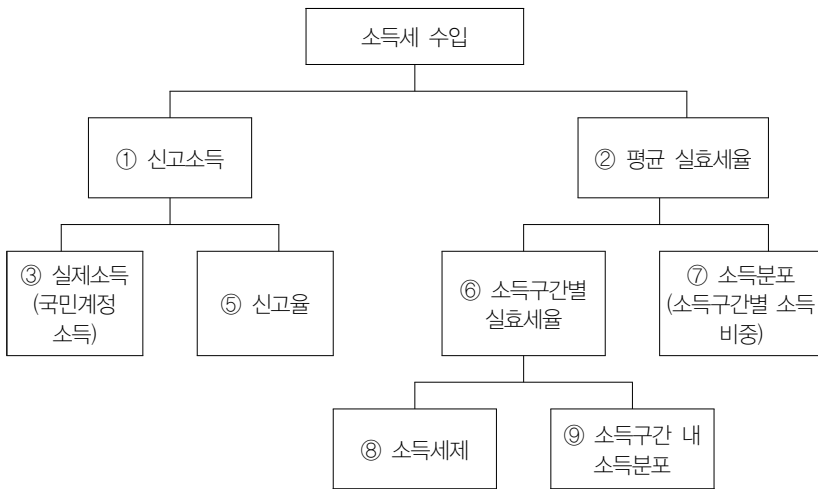 소득세 수입
① 신고소득
② 평균 실효세율
③ 실제소득
(국민계정
소득)
⑤ 신고율
⑥ 소득구간별
실효세율
⑦ 소득분포
(소득구간별 소득
비중)
⑧ 소득세제
⑨ 소득구간 내
소득분포